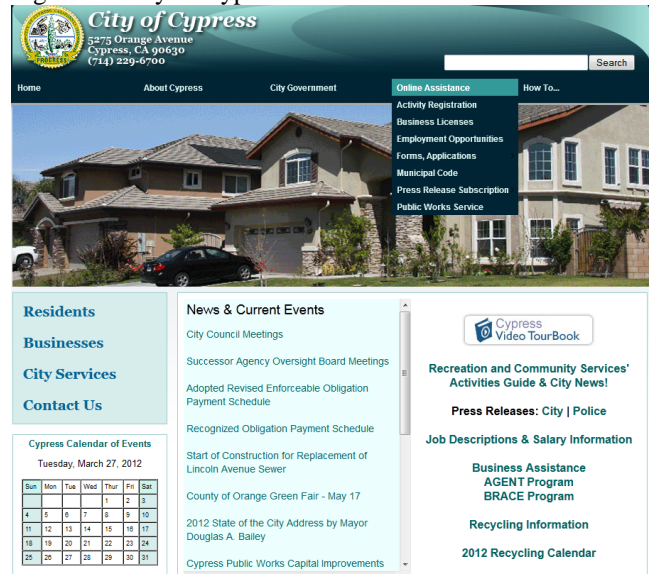 City of Cypress
5275 Orange Avenue
Cypress, CA 90630
(714) 229-6700
PROGRESS
Search
Home
About Cypress
City Government
Online Assistance
How To...
Activity Registration
Business Licenses
Employment Opportunities
Forms, Applications
Municipal Code
Press Release Subscription
Public Works Service
Residents
Businesses
City Services
Contact Us
Cypress Calendar of Events
Tuesday, March 27, 2012
Sun Mon Tue Wed Thur Fri Sat
1 2 3
4 5 6 7 8 9 10
11 12 13 14 15 16 17
18 19 20 21 22 23 24
25 26 27 28 29 30 31
News & Current Events
City Council Meetings
Successor Agency Oversight Board Meetings
Adopted Revised Enforceable Obligation
Payment Schedule
Recognized Obligation Payment Schedule
Start of Construction for Replacement of
Lincoln Avenue Sewer
County of Orange Green Fair - May 17
2012 State of the City Address by Mayor
Douglas A. Bailey
Cypress Public Works Capital Improvements
Cypress
Video TourBook
Recreation and Community Services'
Activities Guide & City News!
Press Releases: City | Police
Job Descriptions & Salary Information
Business Assistance
AGENT Program
BRACE Program
Recycling Information
2012 Recycling Calendar